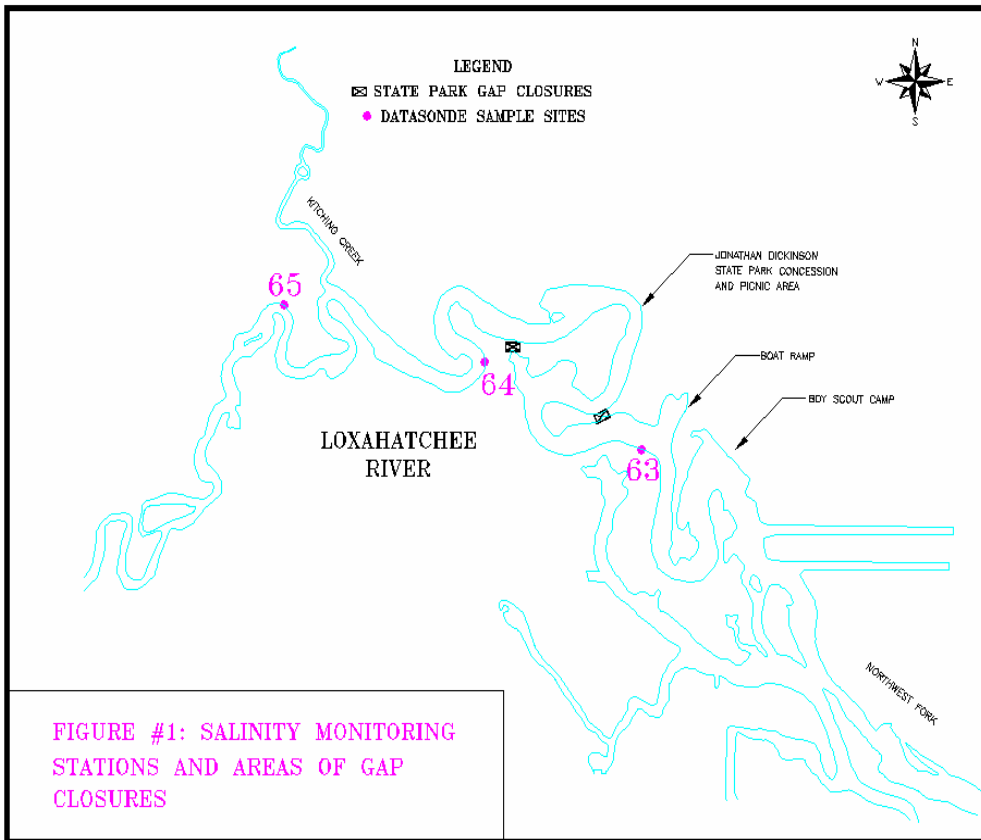 LEGEND
STATE PARK GAP CLOSURES
DATASONDE SAMPLE SITES
N
W E
S
KITCHING CREEK
JONATHAN DICKINSON
STATE PARK CONCESSION
AND PICNIC AREA
65
64
BOAT RAMP
BOY SCOUT CAMP
LOXAHATCHEE
RIVER
63
NORTHWEST FORK
FIGURE #1: SALINITY MONITORING
STATIONS AND AREAS OF GAP
CLOSURES